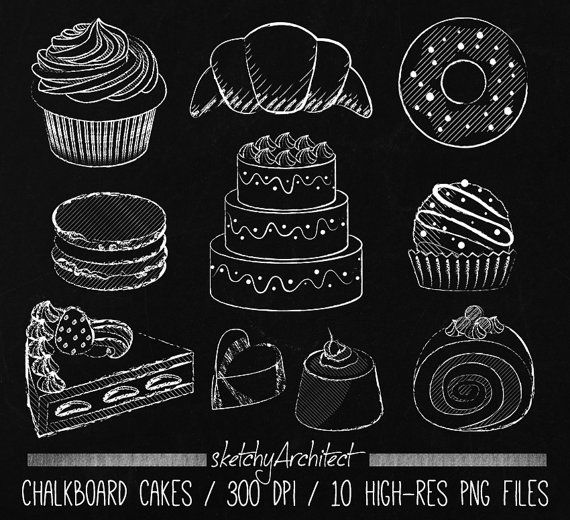 sketchyArchitect
CHALKBOARD CAKES / 300 DPI / 10 HIGH-RES PNG FILES